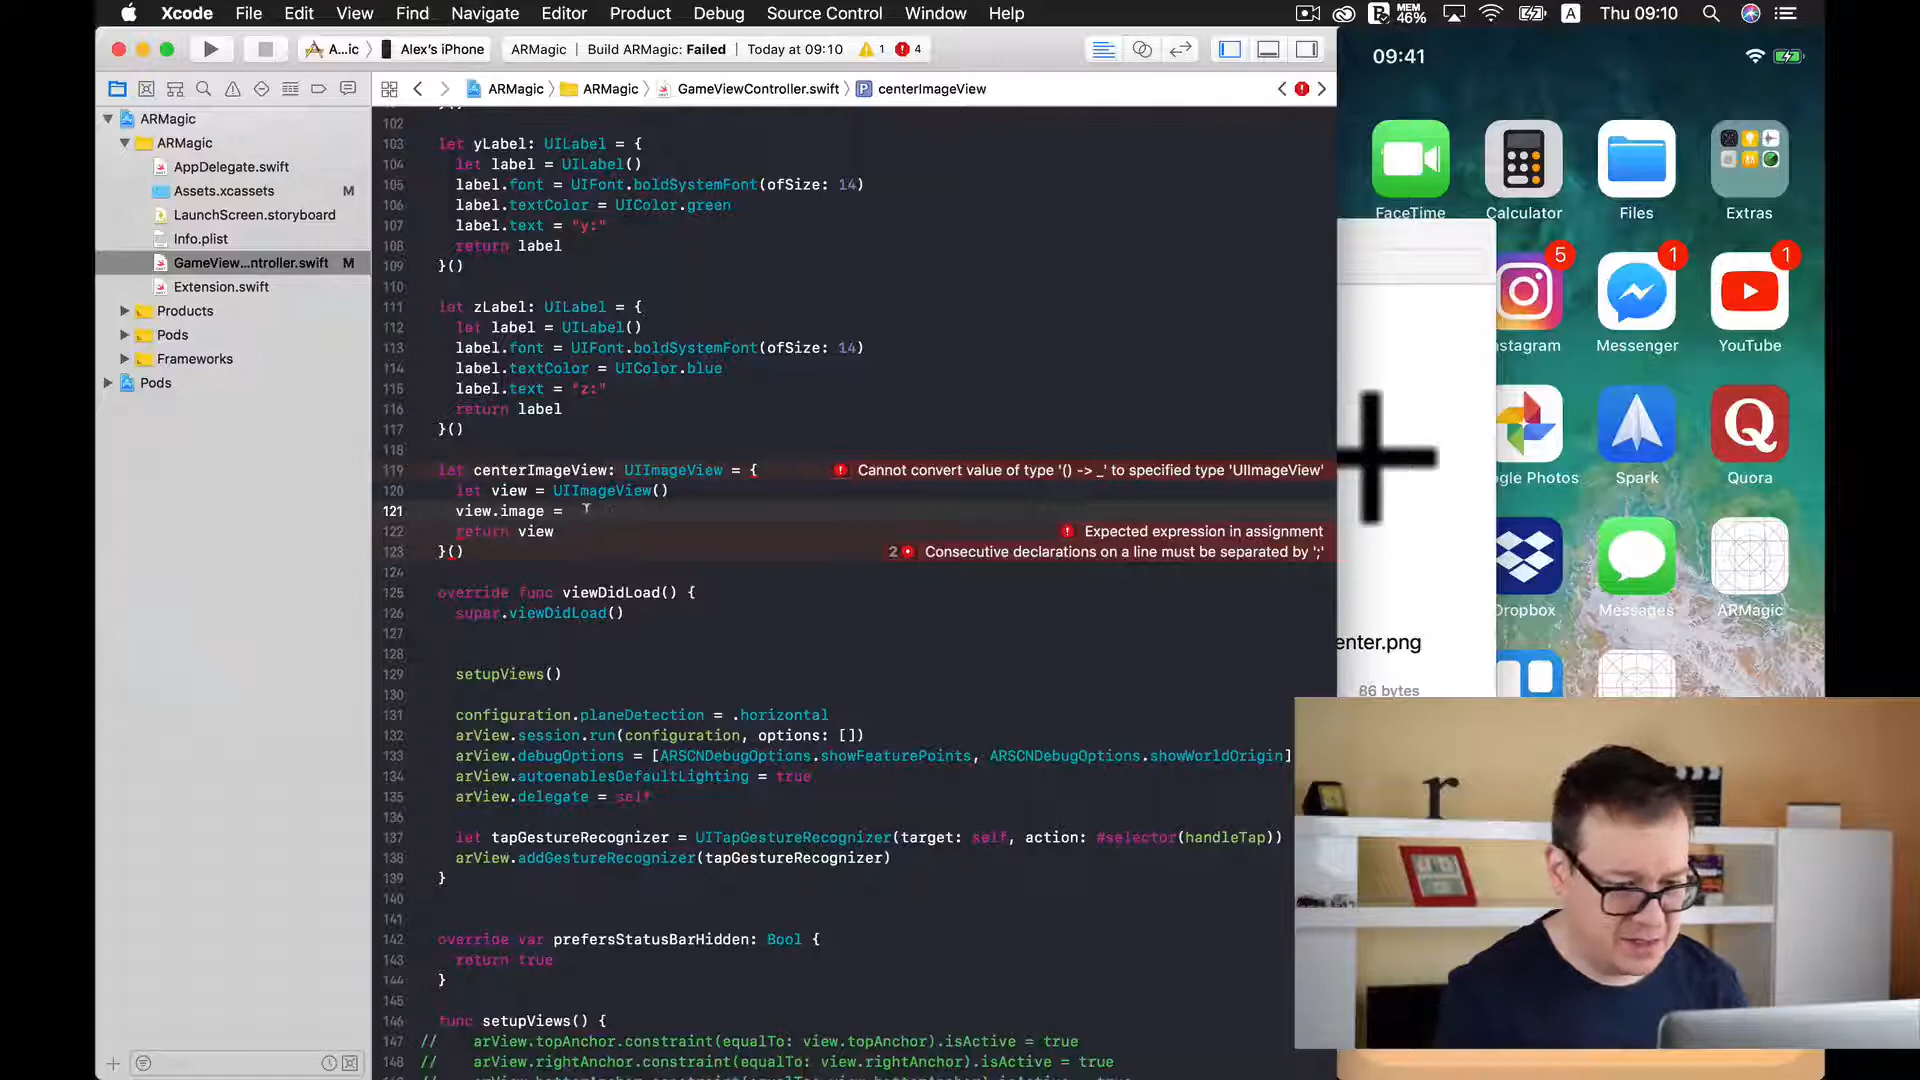 Xcode File Edit View Find Navigate Editor Product Debug Source Control Window Help MEM 46% A Thu 09:10
A...ic Alex's iPhone ARMagic | Build ARMagic: Failed | Today at 09:10 1 4
ARMagic ARMagic GameViewController.swift P centerImageView
ARMagic
ARMagic
AppDelegate.swift
Assets.xcassets M
LaunchScreen.storyboard
Info.plist
GameView...ntroller.swift M
Extension.swift
Products
Pods
Frameworks
Pods
102
103 let yLabel: UILabel = {
104 let label = UILabel()
105 label.font = UIFont.boldSystemFont(ofSize: 14)
106 label.textColor = UIColor.green
107 label.text = "y:"
108 return label
109 }()
110
111 let zLabel: UILabel = {
112 let label = UILabel()
113 label.font = UIFont.boldSystemFont(ofSize: 14)
114 label.textColor = UIColor.blue
115 label.text = "z:"
116 return label
117 }()
118
119 let centerImageView: UIImageView = { Cannot convert value of type '() -> _' to specified type 'UIImageView'
120 let view = UIImageView()
121 view.image =
122 return view Expected expression in assignment
123 }() 2 Consecutive declarations on a line must be separated by ';'
124
125 override func viewDidLoad() {
126 super.viewDidLoad()
127
128
129 setupViews()
130
131 configuration.planeDetection = .horizontal
132 arView.session.run(configuration, options: [])
133 arView.debugOptions = [ARSCNDebugOptions.showFeaturePoints, ARSCNDebugOptions.showWorldOrigin]
134 arView.autoenablesDefaultLighting = true
135 arView.delegate = self
136
137 let tapGestureRecognizer = UITapGestureRecognizer(target: self, action: #selector(handleTap))
138 arView.addGestureRecognizer(tapGestureRecognizer)
139 }
140
141
142 override var prefersStatusBarHidden: Bool {
143 return true
144 }
145
146 func setupViews() {
147 // arView.topAnchor.constraint(equalTo: view.topAnchor).isActive = true
148 // arView.rightAnchor.constraint(equalTo: view.rightAnchor).isActive = true
09:41
FaceTime Calculator Files Extras
5 1 1
nstagram Messenger YouTube
gle Photos Spark Quora
Q
Dropbox Messages ARMagic
enter.png
86 bytes
r